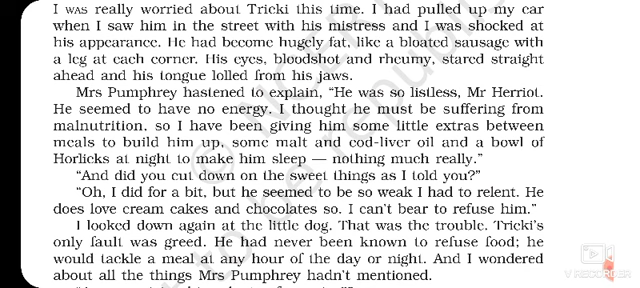 I WAS really worried about Tricki this time. I had pulled up my car
when I saw him in the street with his mistress and I was shocked at
his appearance. He had become hugely fat, like a bloated sausage with
a leg at each corner. His eyes, bloodshot and rheumy, stared straight
ahead and his tongue lolled from his jaws.
Mrs Pumphrey hastened to explain, “He was so listless, Mr Herriot.
He seemed to have no energy. I thought he must be suffering from
malnutrition. so I have been giving him some little extras between
meals to build him up, some malt and cod-liver oil and a bowl of
Horlicks at night to make him sleep — nothing much really.”
“And did you cut down on the sweet things as I told you?”
“Oh, I did for a bit, but he seemed to be so weak I had to relent. He
does love cream cakes and chocolates so. I can’t bear to refuse him.”
I looked down again at the little dog. That was the trouble. Tricki’s
only fault was greed. He had never been known to refuse food; he
would tackle a meal at any hour of the day or night. And I wondered
about all the things Mrs Pumphrey hadn’t mentioned.
V RECORDER